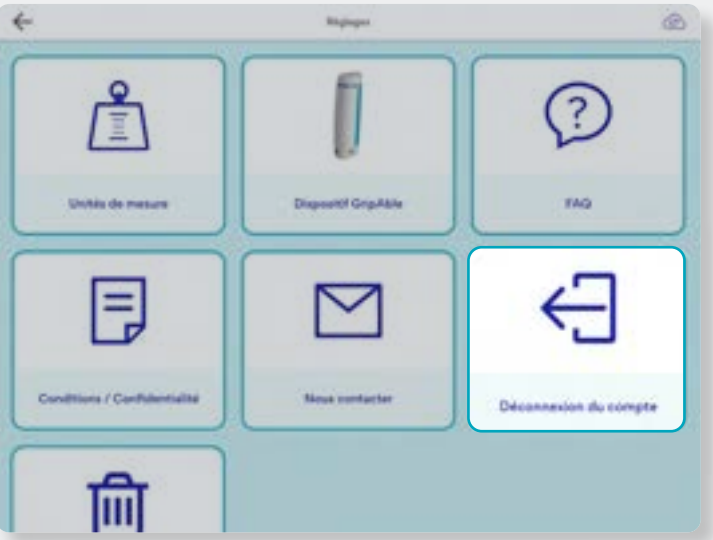 Réglages
Unités de mesure
Dispositif GripAble
FAQ
Conditions / Confidentialité
Nous contacter
Déconnexion du compte